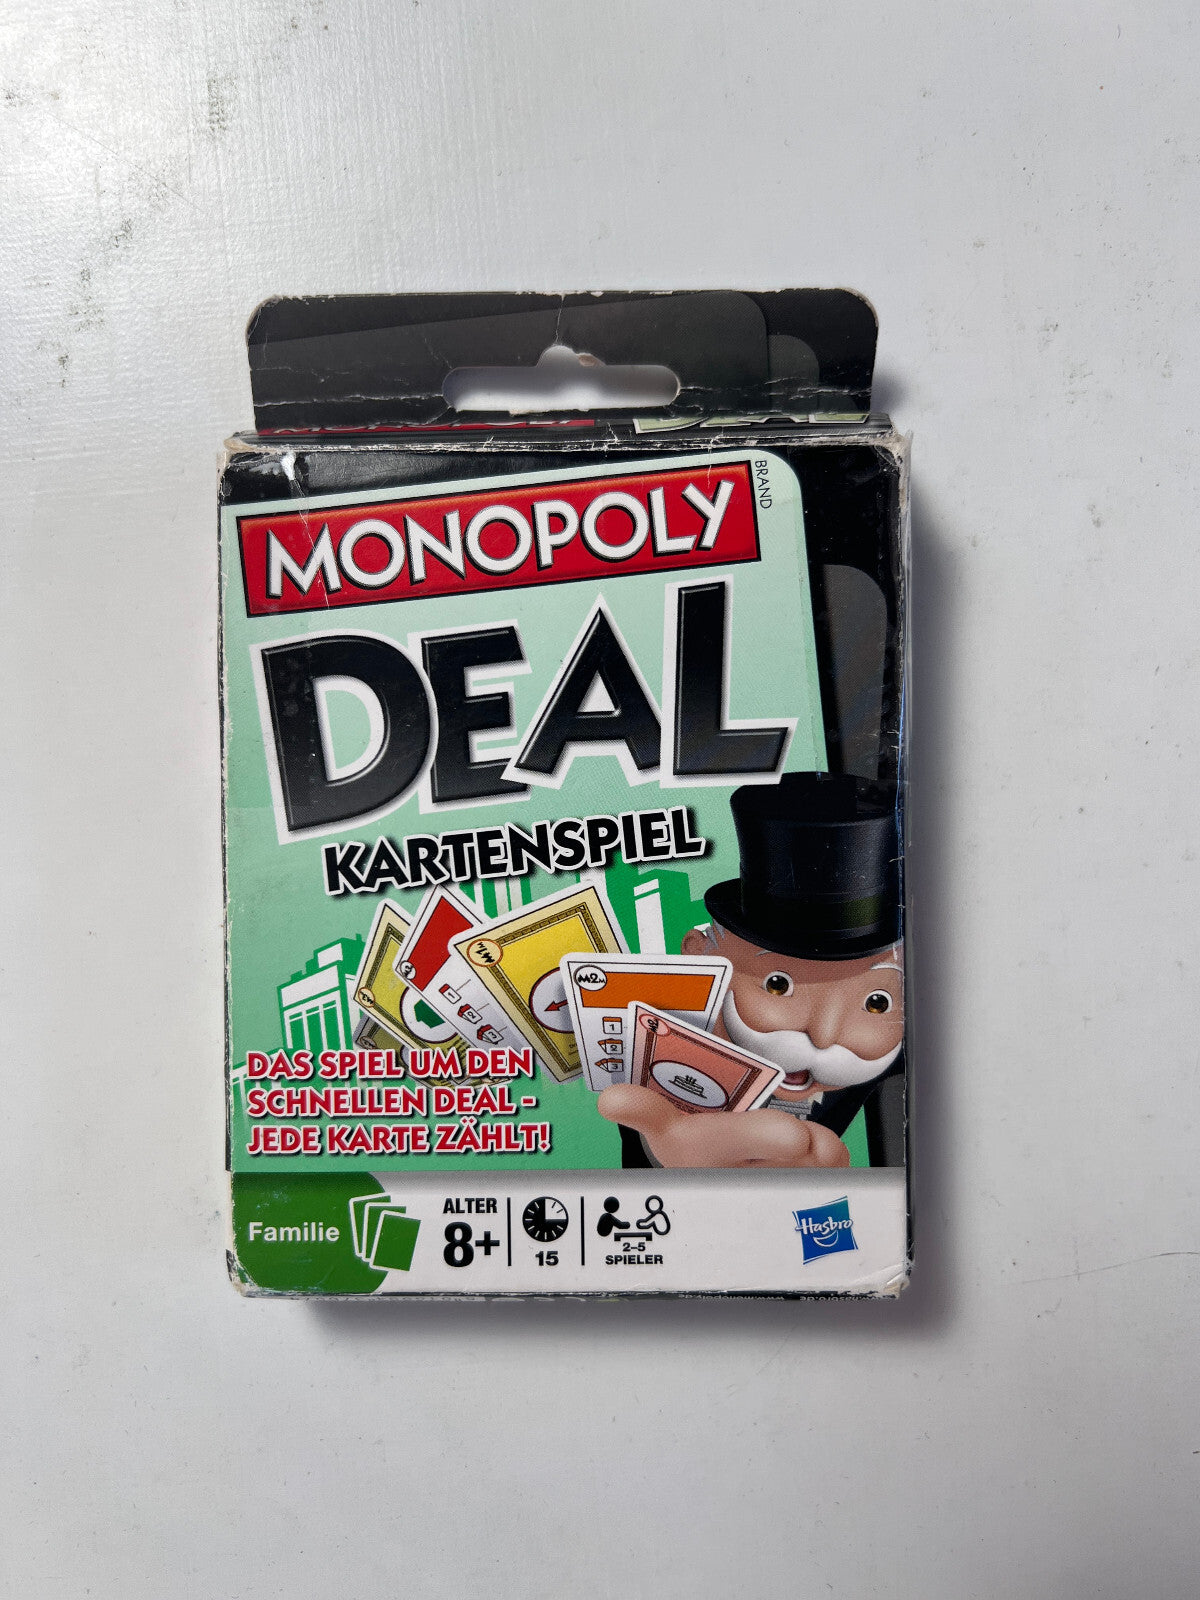 MONOPOLY
BRAND
DEAL
KARTENSPIEL
DAS SPIEL UM DEN
SCHNELLEN DEAL -
JEDE KARTE ZÄHLT!
Familie
ALTER
8+
15
2-5
SPIELER
Hasbro